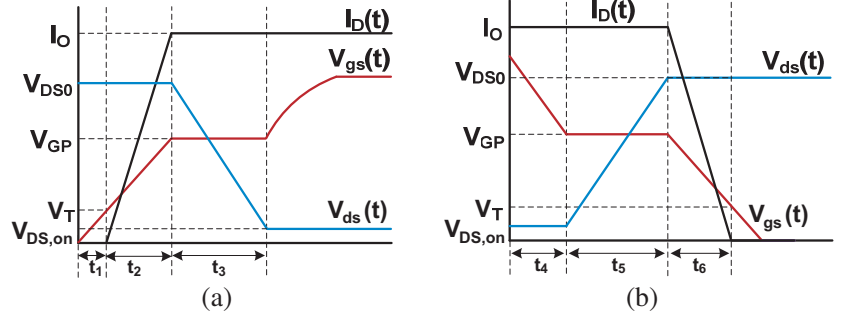 I_O
I_D(t)
V_gs(t)
V_DS0
V_GP
V_T
V_ds(t)
V_DS,on
t_1
t_2
t_3
(a)
I_O
I_D(t)
V_DS0
V_ds(t)
V_GP
V_T
V_gs(t)
V_DS,on
t_4
t_5
t_6
(b)